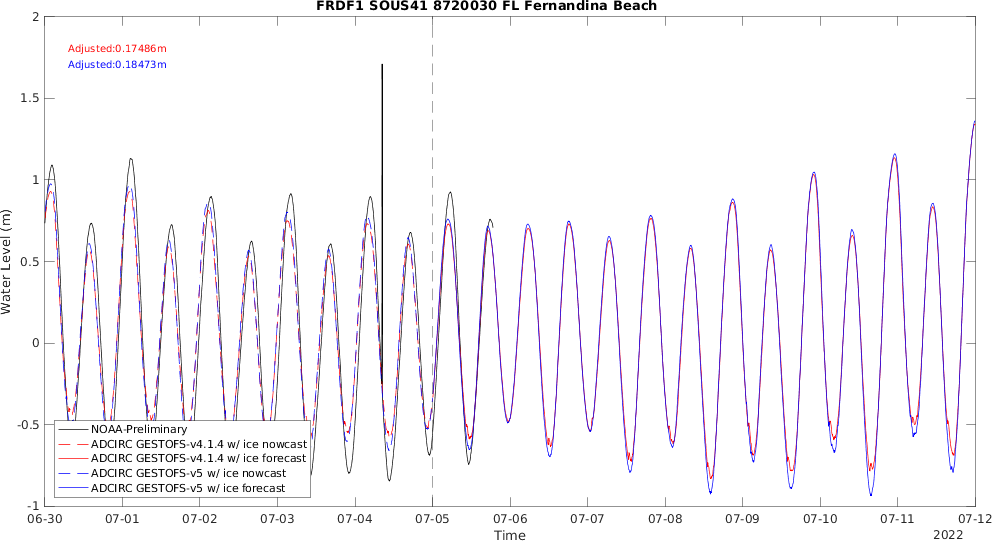 FRDF1 SOUS41 8720030 FL Fernandina Beach
Adjusted:0.17486m
Adjusted:0.18473m
2
1.5
1
0.5
0
-0.5
-1
Water Level (m)
NOAA-Preliminary
ADCIRC GESTOFS-v4.1.4 w/ ice nowcast
ADCIRC GESTOFS-v4.1.4 w/ ice forecast
ADCIRC GESTOFS-v5 w/ ice nowcast
ADCIRC GESTOFS-v5 w/ ice forecast
06-30 07-01 07-02 07-03 07-04 07-05 07-06 07-07 07-08 07-09 07-10 07-11 07-12
Time
2022